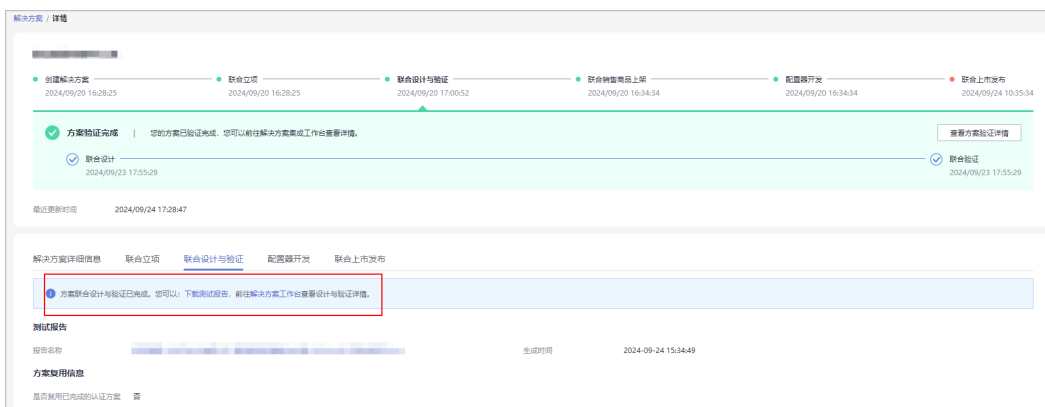 解决方案 / 详情
创建解决方案 联合立项 联合设计与验证 联合销售商品上架 配置器开发 联合上市发布
2024/09/20 16:28:25 2024/09/20 16:28:25 2024/09/20 17:00:52 2024/09/20 16:34:34 2024/09/20 16:34:34 2024/09/24 10:35:34
方案验证完成 | 您的方案已验证完成，您可以前往解决方案集成工作台查看详情。 查看方案验证详情
联合设计 联合验证
2024/09/23 17:55:29 2024/09/23 17:55:29
最近更新时间 2024/09/24 17:28:47
解决方案详细信息 联合立项 联合设计与验证 配置器开发 联合上市发布
方案联合设计与验证已完成。您可以：下载测试报告，前往解决方案工作台查看设计与验证详情。
测试报告
报告名称 生成时间 2024-09-24 15:34:49
方案复用信息
是否复用已完成的认证方案 否